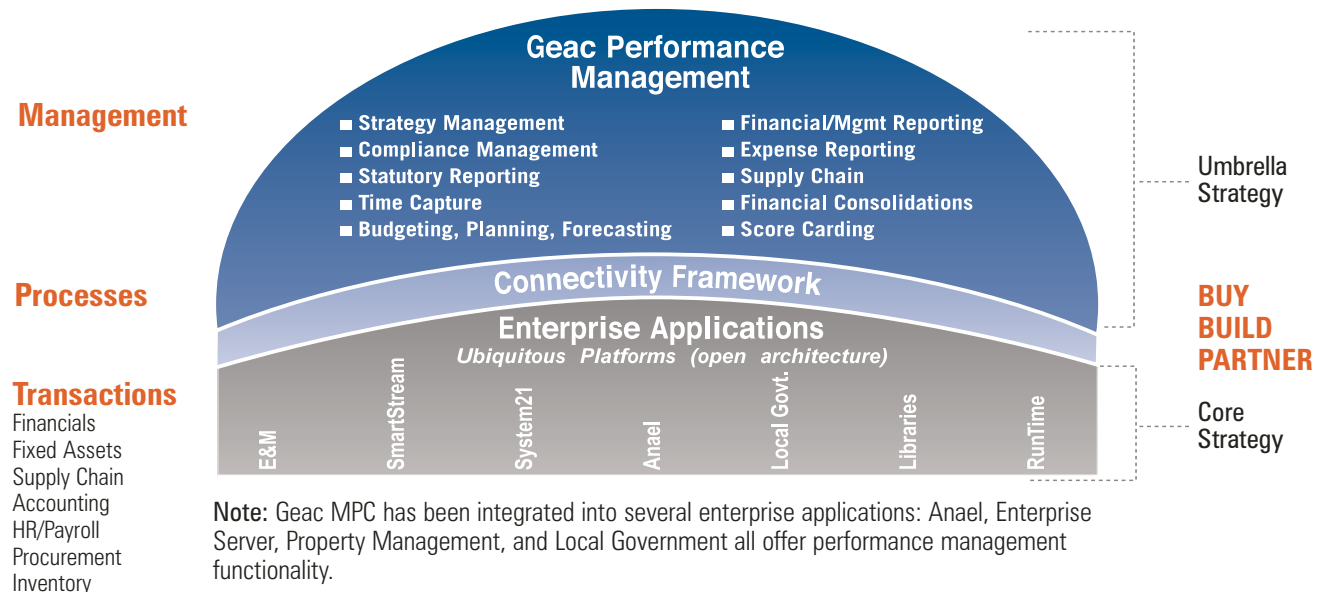 Geac Performance
Management
Management
Strategy Management
Compliance Management
Statutory Reporting
Time Capture
Budgeting, Planning, Forecasting
Financial/Mgmt Reporting
Expense Reporting
Supply Chain
Financial Consolidations
Score Carding
Umbrella
Strategy
Processes
Connectivity Framework
BUY
BUILD
PARTNER
Enterprise Applications
Ubiquitous Platforms (open architecture)
Transactions
Financials
Fixed Assets
Supply Chain
Accounting
HR/Payroll
Procurement
Inventory
E&M
SmartStream
System21
Anael
Local Govt.
Libraries
RunTime
Core
Strategy
Note: Geac MPC has been integrated into several enterprise applications: Anael, Enterprise
Server, Property Management, and Local Government all offer performance management
functionality.